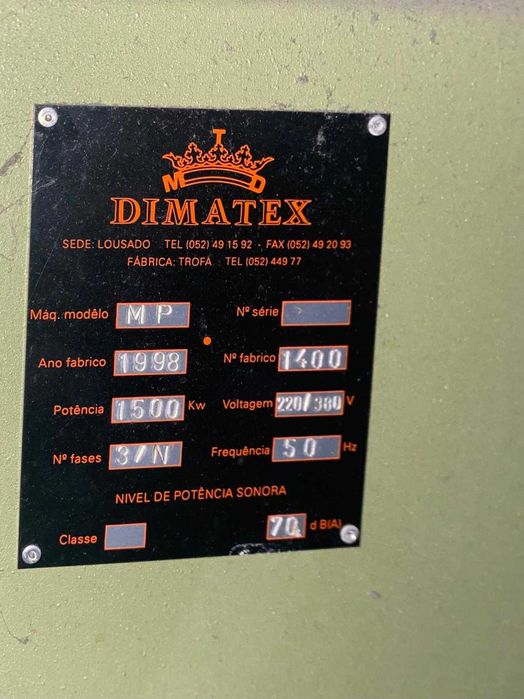 T
M D
DIMATEX
SEDE: LOUSADO TEL (052) 49 15 92 - FAX (052) 49 20 93
FÁBRICA: TROFA TEL (052) 449 77
Máq. modêlo MP Nº série
Ano fabrico 1998 Nº fabrico 1400
Potência 1500 Kw Voltagem 220/380 V
Nº fases 3/N Frequência 50 Hz
NIVEL DE POTÊNCIA SONORA
Classe 70 dB(A)